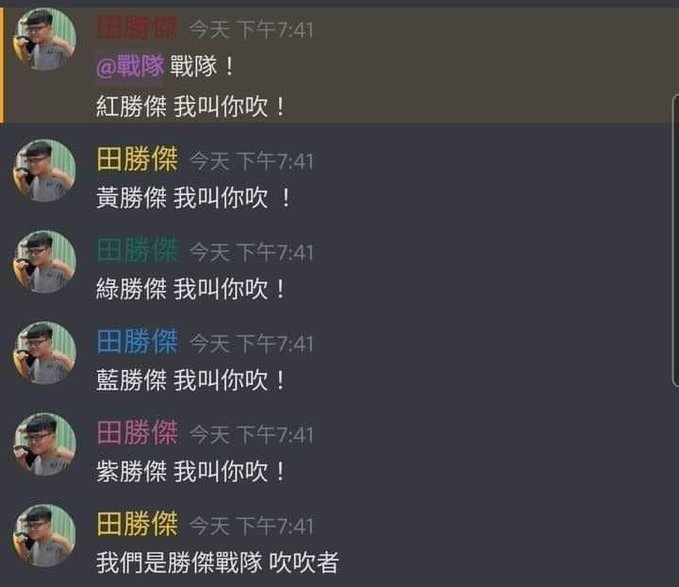 田勝傑 今天 下午7:41
@戰隊 戰隊！
紅勝傑 我叫你吹！
田勝傑 今天 下午7:41
黃勝傑 我叫你吹 ！
田勝傑 今天 下午7:41
綠勝傑 我叫你吹！
田勝傑 今天 下午7:41
藍勝傑 我叫你吹！
田勝傑 今天 下午7:41
紫勝傑 我叫你吹！
田勝傑 今天 下午7:41
我們是勝傑戰隊 吹吹者